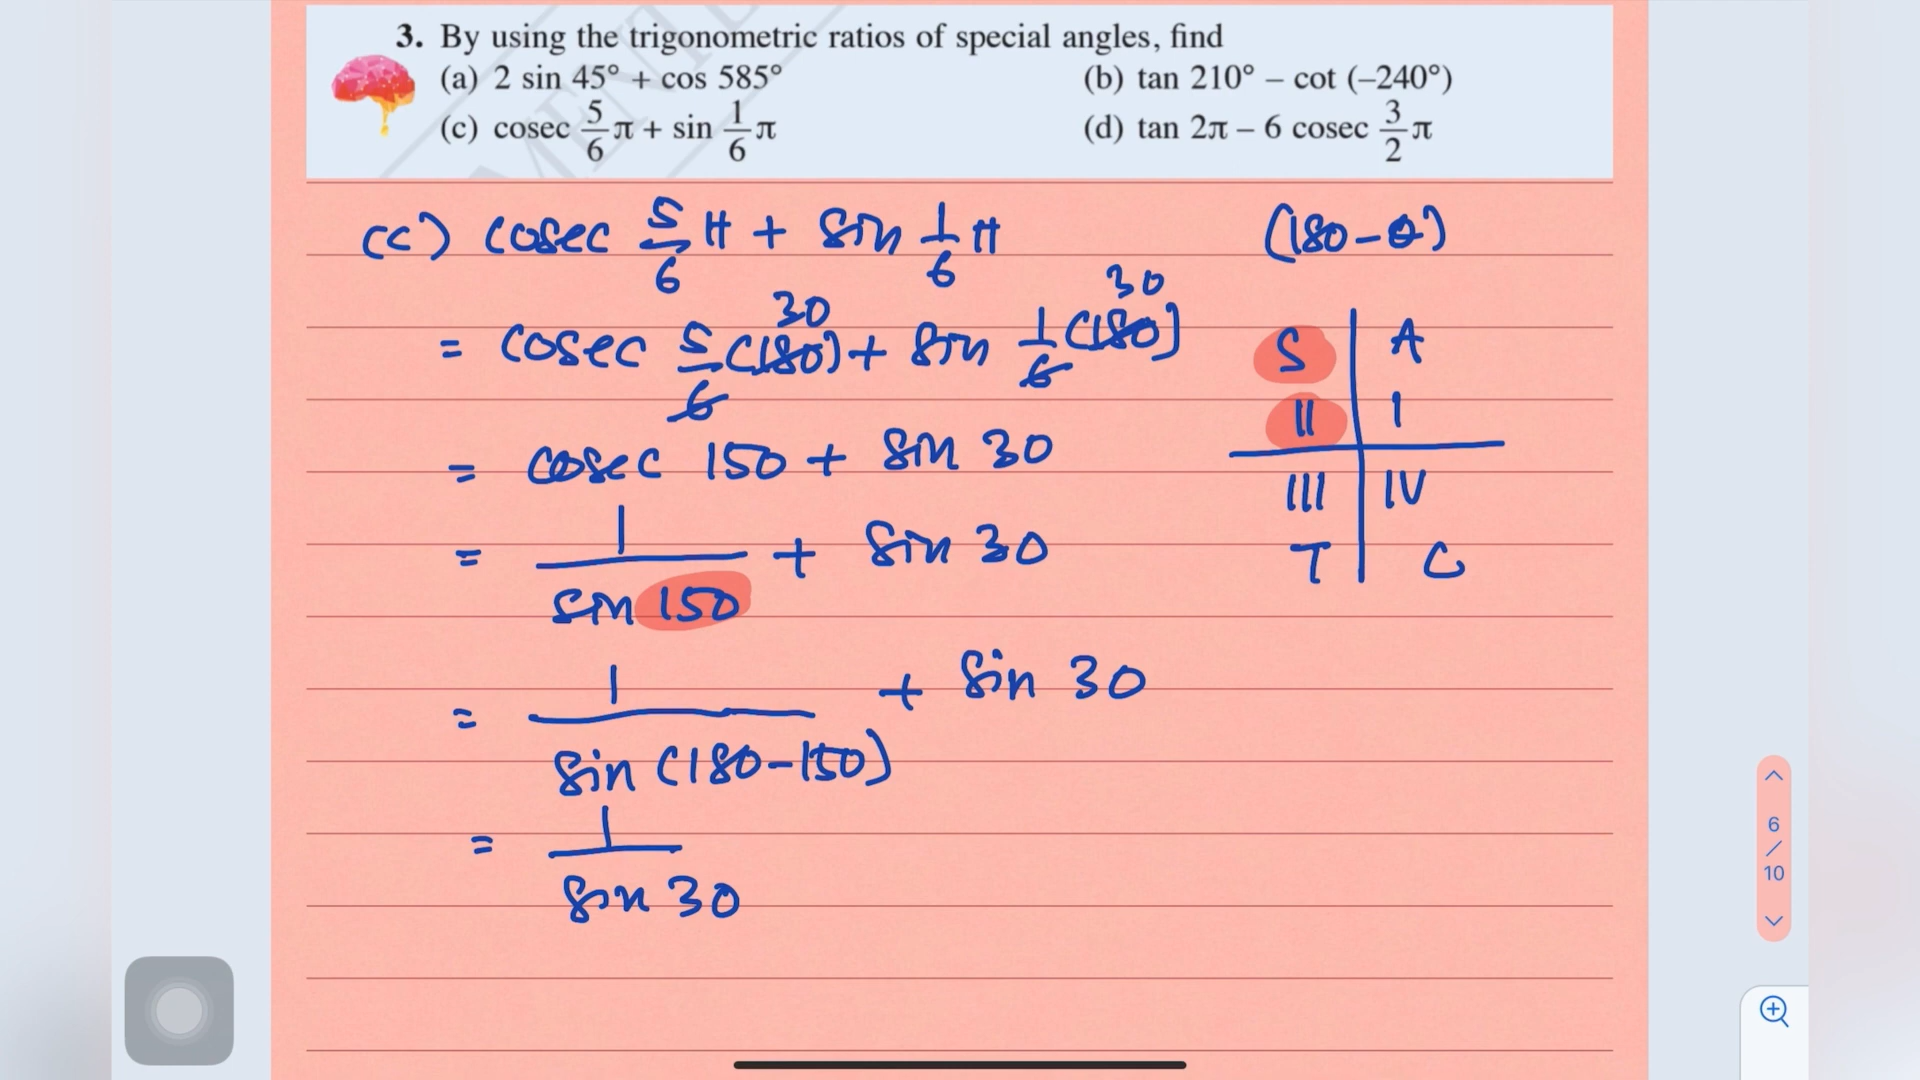 3. By using the trigonometric ratios of special angles, find
(a) 2 sin 45° + cos 585°
(b) tan 210° – cot (–240°)
(c) cosec 5/6 π + sin 1/6 π
(d) tan 2π – 6 cosec 3/2 π
(c) cosec 5/6 π + sin 1/6 π
(180-θ)
30 30
= cosec 5/6 (180) + sin 1/6 (180)
S A
II I
= cosec 150 + sin 30
III IV
= 1/sin 150 + sin 30
T C
= 1/sin (180-150) + sin 30
= 1/sin 30
6
/
10